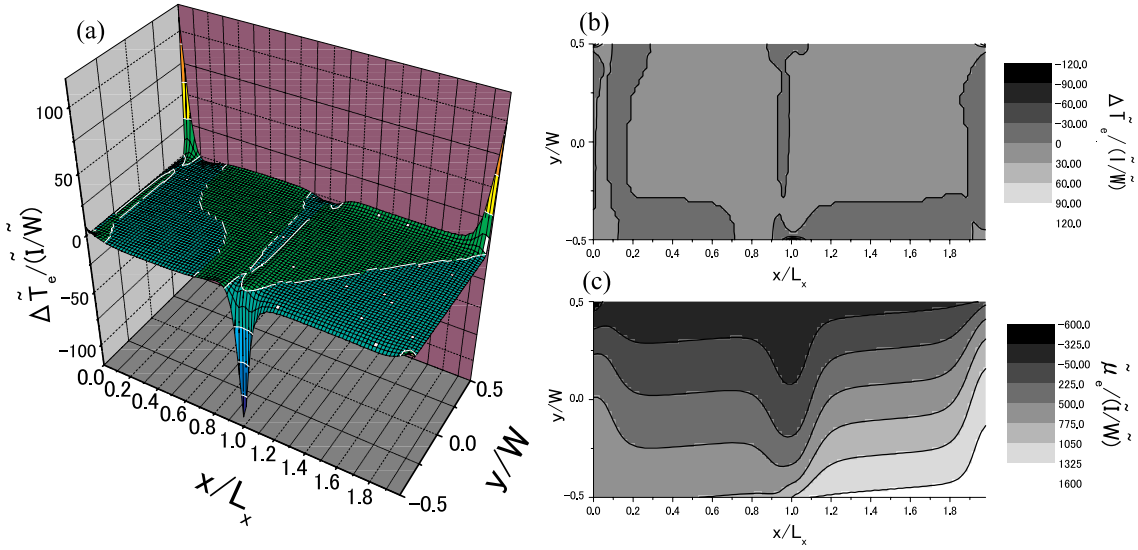 (a)
100
50
0
−50
−100
Δ T̃ₑ/(Ĩ/W̃)
0.0
0.2
0.4
0.6
0.8
1.0
1.2
1.4
1.6
1.8
x/Lₓ
−0.5
0.0
0.5
y/W
(b)
0.5
0.0
−0.5
y/W
0.0 0.2 0.4 0.6 0.8 1.0 1.2 1.4 1.6 1.8
x/Lₓ
−120.0
−90.00
−60.00
−30.00
0
30.00
60.00
90.00
120.0
Δ T̃ₑ/(Ĩ/W̃)
(c)
0.5
0.0
−0.5
y/W
0.0 0.2 0.4 0.6 0.8 1.0 1.2 1.4 1.6 1.8
x/Lₓ
−600.0
−325.0
−50.00
225.0
500.0
1050
1325
1600
μ̃ₑ/(Ĩ/W̃)